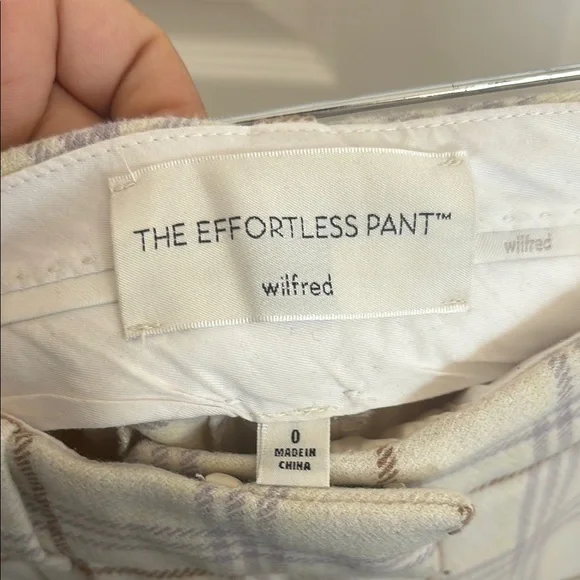 THE EFFORTLESS PANT™
wilfred
wilfred
0
MADE IN
CHINA